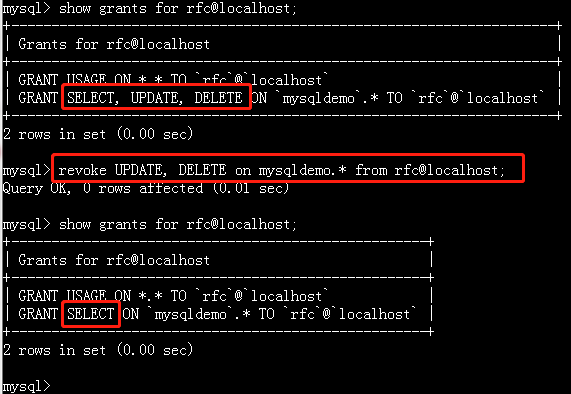 mysql> show grants for rfc@localhost;
+---------------------------------------------------------------------+
| Grants for rfc@localhost                                            |
+---------------------------------------------------------------------+
| GRANT USAGE ON *.* TO `rfc`@`localhost`                             |
| GRANT SELECT, UPDATE, DELETE ON `mysqldemo`.* TO `rfc`@`localhost` |
+---------------------------------------------------------------------+
2 rows in set (0.00 sec)
mysql> revoke UPDATE, DELETE on mysqldemo.* from rfc@localhost;
Query OK, 0 rows affected (0.01 sec)
mysql> show grants for rfc@localhost;
+-----------------------------------------------------+
| Grants for rfc@localhost                            |
+-----------------------------------------------------+
| GRANT USAGE ON *.* TO `rfc`@`localhost`             |
| GRANT SELECT ON `mysqldemo`.* TO `rfc`@`localhost` |
+-----------------------------------------------------+
2 rows in set (0.00 sec)
mysql>